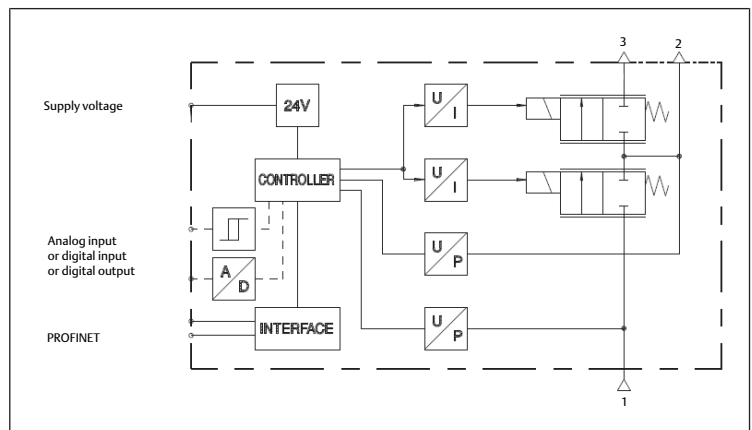 3
2
Supply voltage
24V
U
I
CONTROLLER
U
I
Analog input
or digital input
or digital output
A
D
U
P
PROFINET
INTERFACE
U
P
1